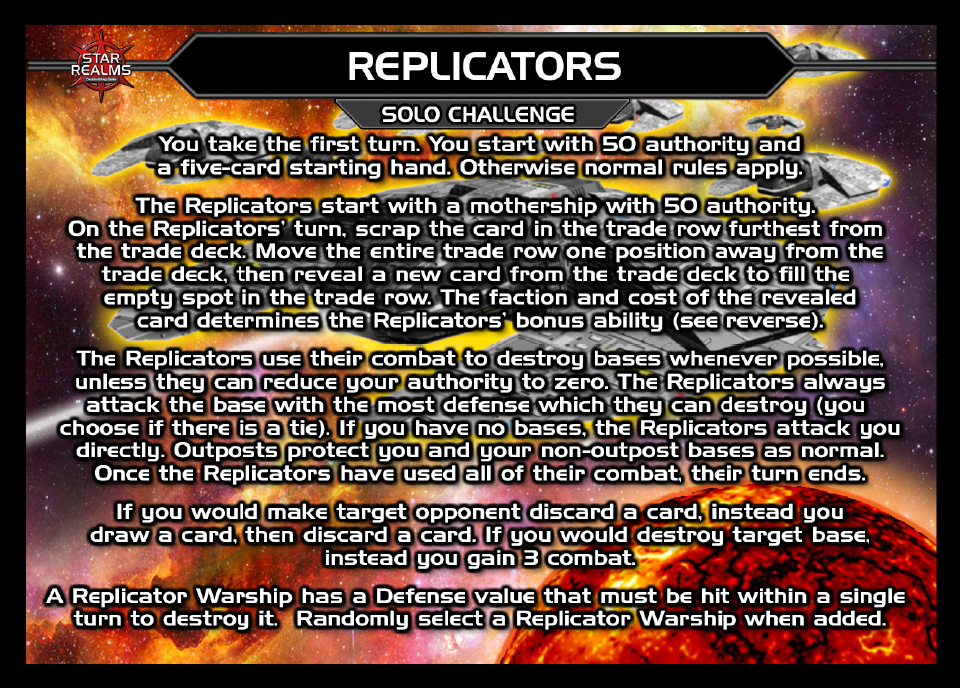 STAR
REALMS
Deckbuilding Game
REPLICATORS
SOLO CHALLENGE
You take the first turn. You start with 50 authority and
a five-card starting hand. Otherwise normal rules apply.
The Replicators start with a mothership with 50 authority.
On the Replicators' turn, scrap the card in the trade row furthest from
the trade deck. Move the entire trade row one position away from the
trade deck, then reveal a new card from the trade deck to fill the
empty spot in the trade row. The faction and cost of the revealed
card determines the Replicators' bonus ability (see reverse).
The Replicators use their combat to destroy bases whenever possible,
unless they can reduce your authority to zero. The Replicators always
attack the base with the most defense which they can destroy (you
choose if there is a tie). If you have no bases, the Replicators attack you
directly. Outposts protect you and your non-outpost bases as normal.
Once the Replicators have used all of their combat, their turn ends.
If you would make target opponent discard a card, instead you
draw a card, then discard a card. If you would destroy target base,
instead you gain 3 combat.
A Replicator Warship has a Defense value that must be hit within a single
turn to destroy it. Randomly select a Replicator Warship when added.